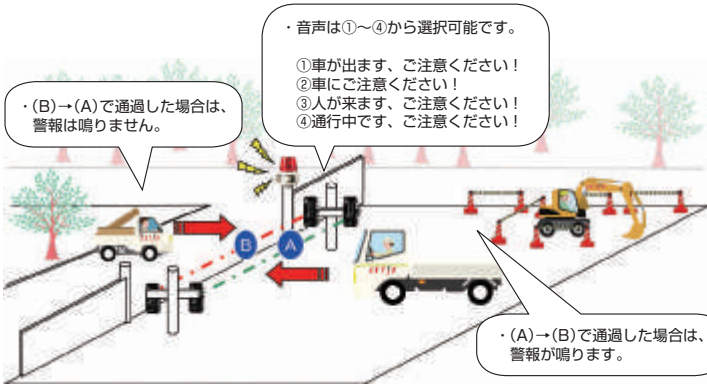 ・音声は①～④から選択可能です。
①車が出ます、ご注意ください！
②車にご注意ください！
③人が来ます、ご注意ください！
④通行中です、ご注意ください！
・(B)→(A)で通過した場合は、
警報は鳴りません。
B
A
・(A)→(B)で通過した場合は、
警報が鳴ります。